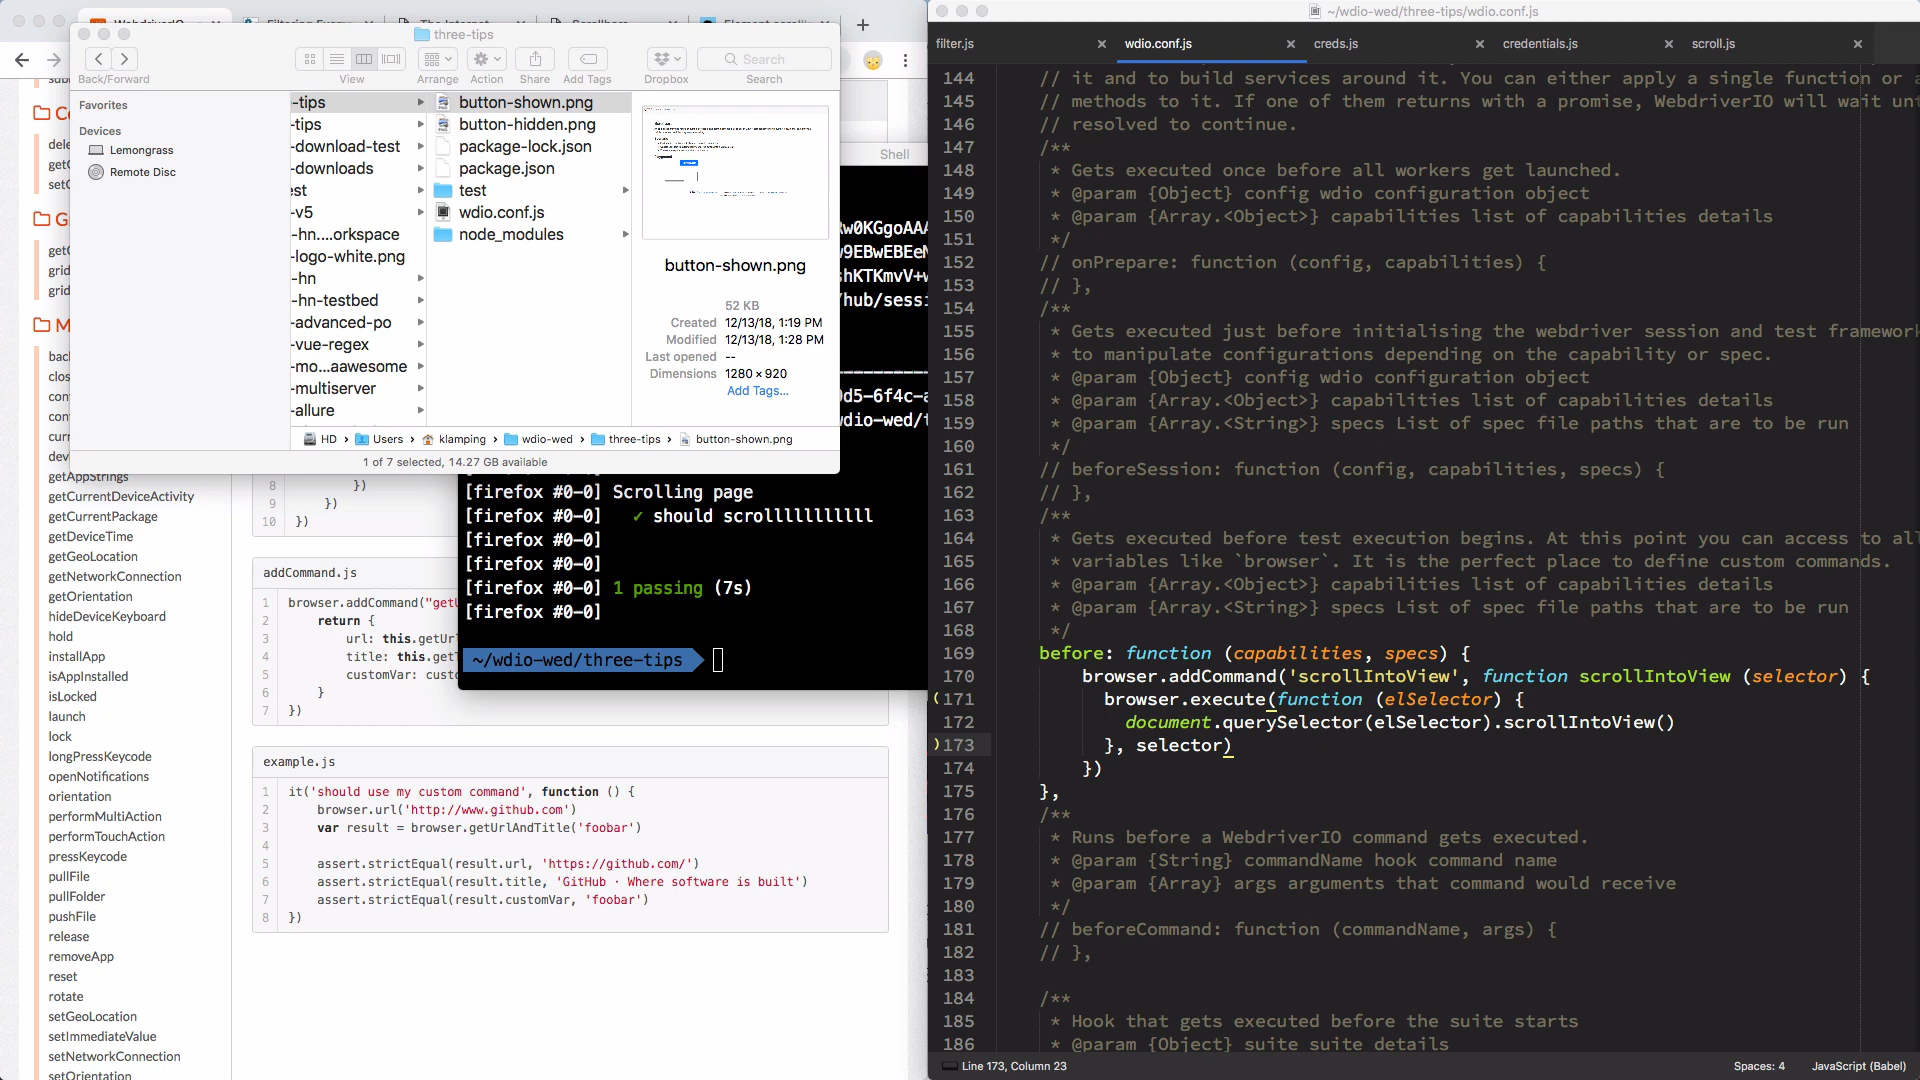 three-tips
Back/Forward
View
Arrange
Action
Share
Add Tags
Dropbox
Search
Search
Favorites
Devices
Lemongrass
Remote Disc
-tips
-tips
-download-test
-downloads
-v5
-hn....orkspace
-logo-white.png
-hn
-hn-testbed
-advanced-po
-vue-regex
-mo...aawesome
-multiserver
-allure
button-shown.png
button-hidden.png
package-lock.json
package.json
test
wdio.conf.js
node_modules
button-shown.png
52 KB
Created 12/13/18, 1:19 PM
Modified 12/13/18, 1:28 PM
Last opened --
Dimensions 1280 × 920
Add Tags...
HD › Users › klamping › wdio-wed › three-tips › button-shown.png
1 of 7 selected, 14.27 GB available
getAppStrings
getCurrentDeviceActivity
getCurrentPackage
getDeviceTime
getGeoLocation
getNetworkConnection
getOrientation
hideDeviceKeyboard
hold
installApp
isAppInstalled
isLocked
launch
lock
longPressKeycode
openNotifications
orientation
performMultiAction
performTouchAction
pressKeycode
pullFile
pullFolder
pushFile
release
removeApp
reset
rotate
setGeoLocation
setImmediateValue
setNetworkConnection
setOrientation
8 })
9 })
10 })
addCommand.js
1 browser.addCommand("getU
2 return {
3 url: this.getUr
4 title: this.get
5 customVar: cust
6 }
7 })
example.js
1 it('should use my custom command', function () {
2 browser.url('http://www.github.com')
3 var result = browser.getUrlAndTitle('foobar')
4
5 assert.strictEqual(result.url, 'https://github.com/')
6 assert.strictEqual(result.title, 'GitHub · Where software is built')
7 assert.strictEqual(result.customVar, 'foobar')
8 })
Shell
[firefox #0-0] Scrolling page
[firefox #0-0] ✓ should scrolllllllllll
[firefox #0-0]
[firefox #0-0]
[firefox #0-0] 1 passing (7s)
[firefox #0-0]
~/wdio-wed/three-tips
~/wdio-wed/three-tips/wdio.conf.js
filter.js
wdio.conf.js
creds.js
credentials.js
scroll.js
144 // it and to build services around it. You can either apply a single function or a
145 // methods to it. If one of them returns with a promise, WebdriverIO will wait unt
146 // resolved to continue.
147 /**
148 * Gets executed once before all workers get launched.
149 * @param {Object} config wdio configuration object
150 * @param {Array.<Object>} capabilities list of capabilities details
151 */
152 // onPrepare: function (config, capabilities) {
153 // },
154 /**
155 * Gets executed just before initialising the webdriver session and test framework
156 * to manipulate configurations depending on the capability or spec.
157 * @param {Object} config wdio configuration object
158 * @param {Array.<Object>} capabilities list of capabilities details
159 * @param {Array.<String>} specs List of spec file paths that are to be run
160 */
161 // beforeSession: function (config, capabilities, specs) {
162 // },
163 /**
164 * Gets executed before test execution begins. At this point you can access to all
165 * variables like `browser`. It is the perfect place to define custom commands.
166 * @param {Array.<Object>} capabilities list of capabilities details
167 * @param {Array.<String>} specs List of spec file paths that are to be run
168 */
169 before: function (capabilities, specs) {
170 browser.addCommand('scrollIntoView', function scrollIntoView (selector) {
171 browser.execute(function (elSelector) {
172 document.querySelector(elSelector).scrollIntoView()
173 }, selector)
174 })
175 },
176 /**
177 * Runs before a WebdriverIO command gets executed.
178 * @param {String} commandName hook command name
179 * @param {Array} args arguments that command would receive
180 */
181 // beforeCommand: function (commandName, args) {
182 // },
183
184 /**
185 * Hook that gets executed before the suite starts
186 * @param {Object} suite suite details
Line 173, Column 23
Spaces: 4
JavaScript (Babel)